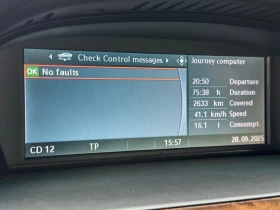 Check Control messages
OK No faults
Journey computer
20:50 Departure
75:38 h Duration
2633 km Covered
41.1 km/h Speed
16.1 l Consumpt.
CD 12 TP 15:57 28.09.2025